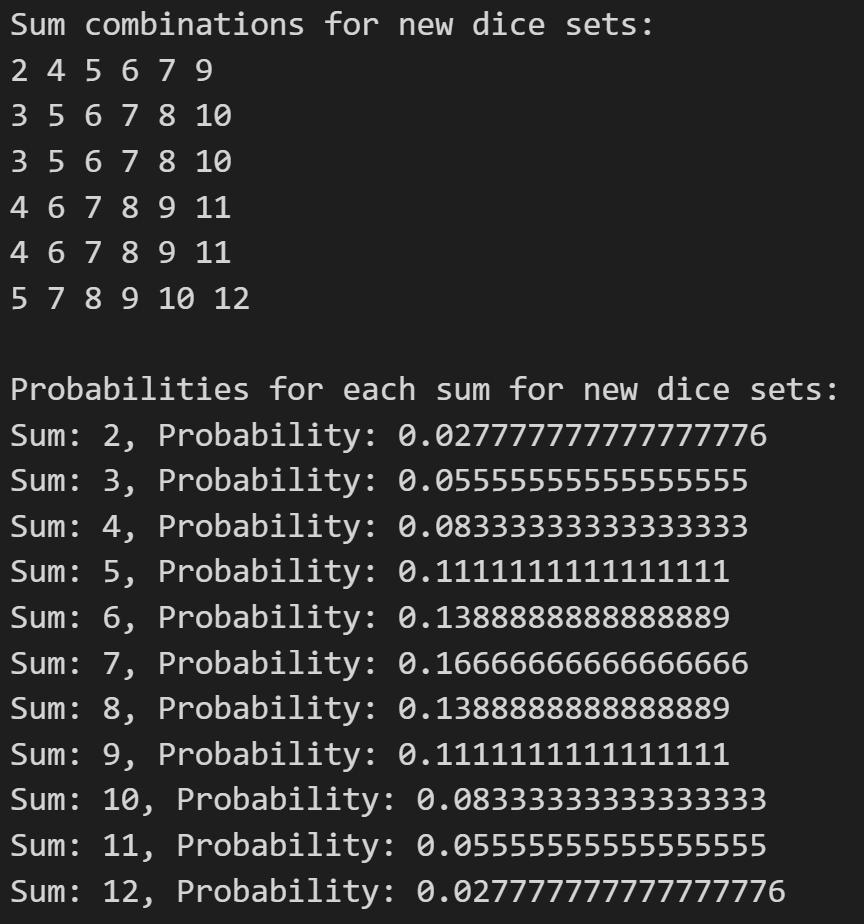 Sum combinations for new dice sets:
2 4 5 6 7 9
3 5 6 7 8 10
3 5 6 7 8 10
4 6 7 8 9 11
4 6 7 8 9 11
5 7 8 9 10 12
Probabilities for each sum for new dice sets:
Sum: 2, Probability: 0.027777777777777776
Sum: 3, Probability: 0.05555555555555555
Sum: 4, Probability: 0.08333333333333333
Sum: 5, Probability: 0.1111111111111111
Sum: 6, Probability: 0.1388888888888889
Sum: 7, Probability: 0.16666666666666666
Sum: 8, Probability: 0.1388888888888889
Sum: 9, Probability: 0.1111111111111111
Sum: 10, Probability: 0.08333333333333333
Sum: 11, Probability: 0.05555555555555555
Sum: 12, Probability: 0.027777777777777776